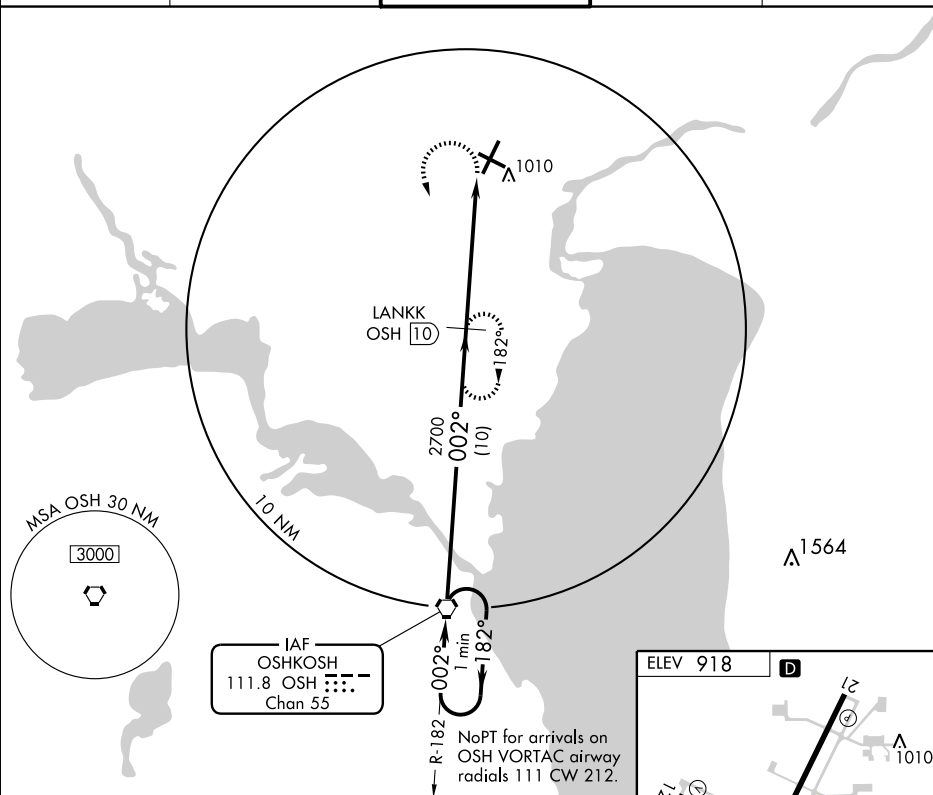 1010
LANKK
OSH 10
182°
2700
002°
(10)
10 NM
MSA OSH 30 NM
3000
1564
IAF
OSHKOSH
111.8 OSH
Chan 55
002°
1 min
182°
R-182
NoPT for arrivals on
OSH VORTAC airway
radials 111 CW 212.
ELEV 918
D
21
P
1010
V